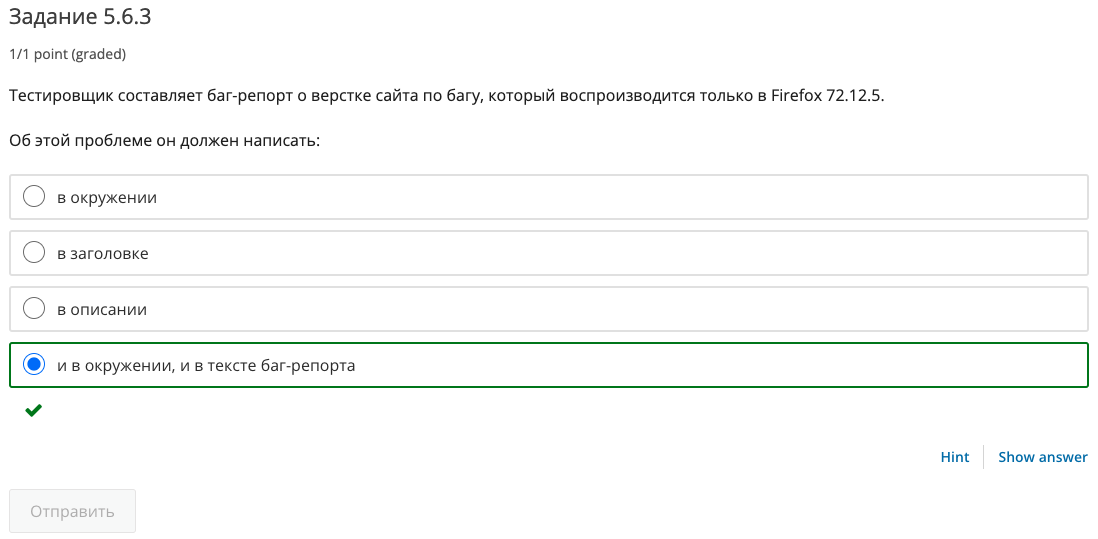 Задание 5.6.3
1/1 point (graded)
Тестировщик составляет баг-репорт о верстке сайта по багу, который воспроизводится только в Firefox 72.12.5.
Об этой проблеме он должен написать:
в окружении
в заголовке
в описании
и в окружении, и в тексте баг-репорта
Hint
Show answer
Отправить